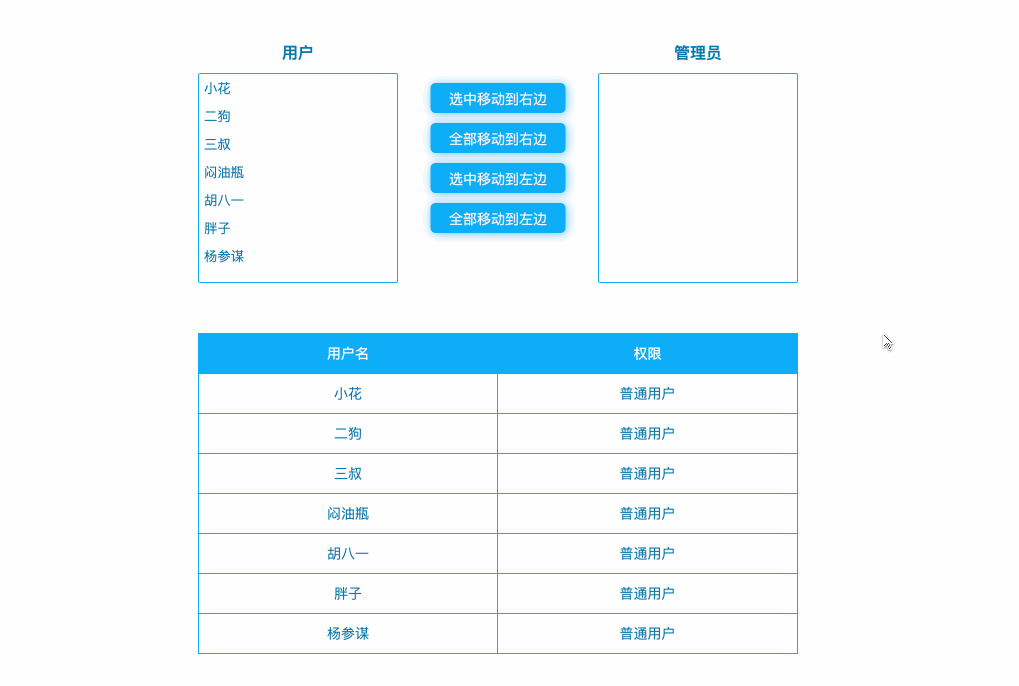 用户
管理员
小花
二狗
三叔
闷油瓶
胡八一
胖子
杨参谋
选中移动到右边
全部移动到右边
选中移动到左边
全部移动到左边
用户名 权限
小花 普通用户
二狗 普通用户
三叔 普通用户
闷油瓶 普通用户
胡八一 普通用户
胖子 普通用户
杨参谋 普通用户